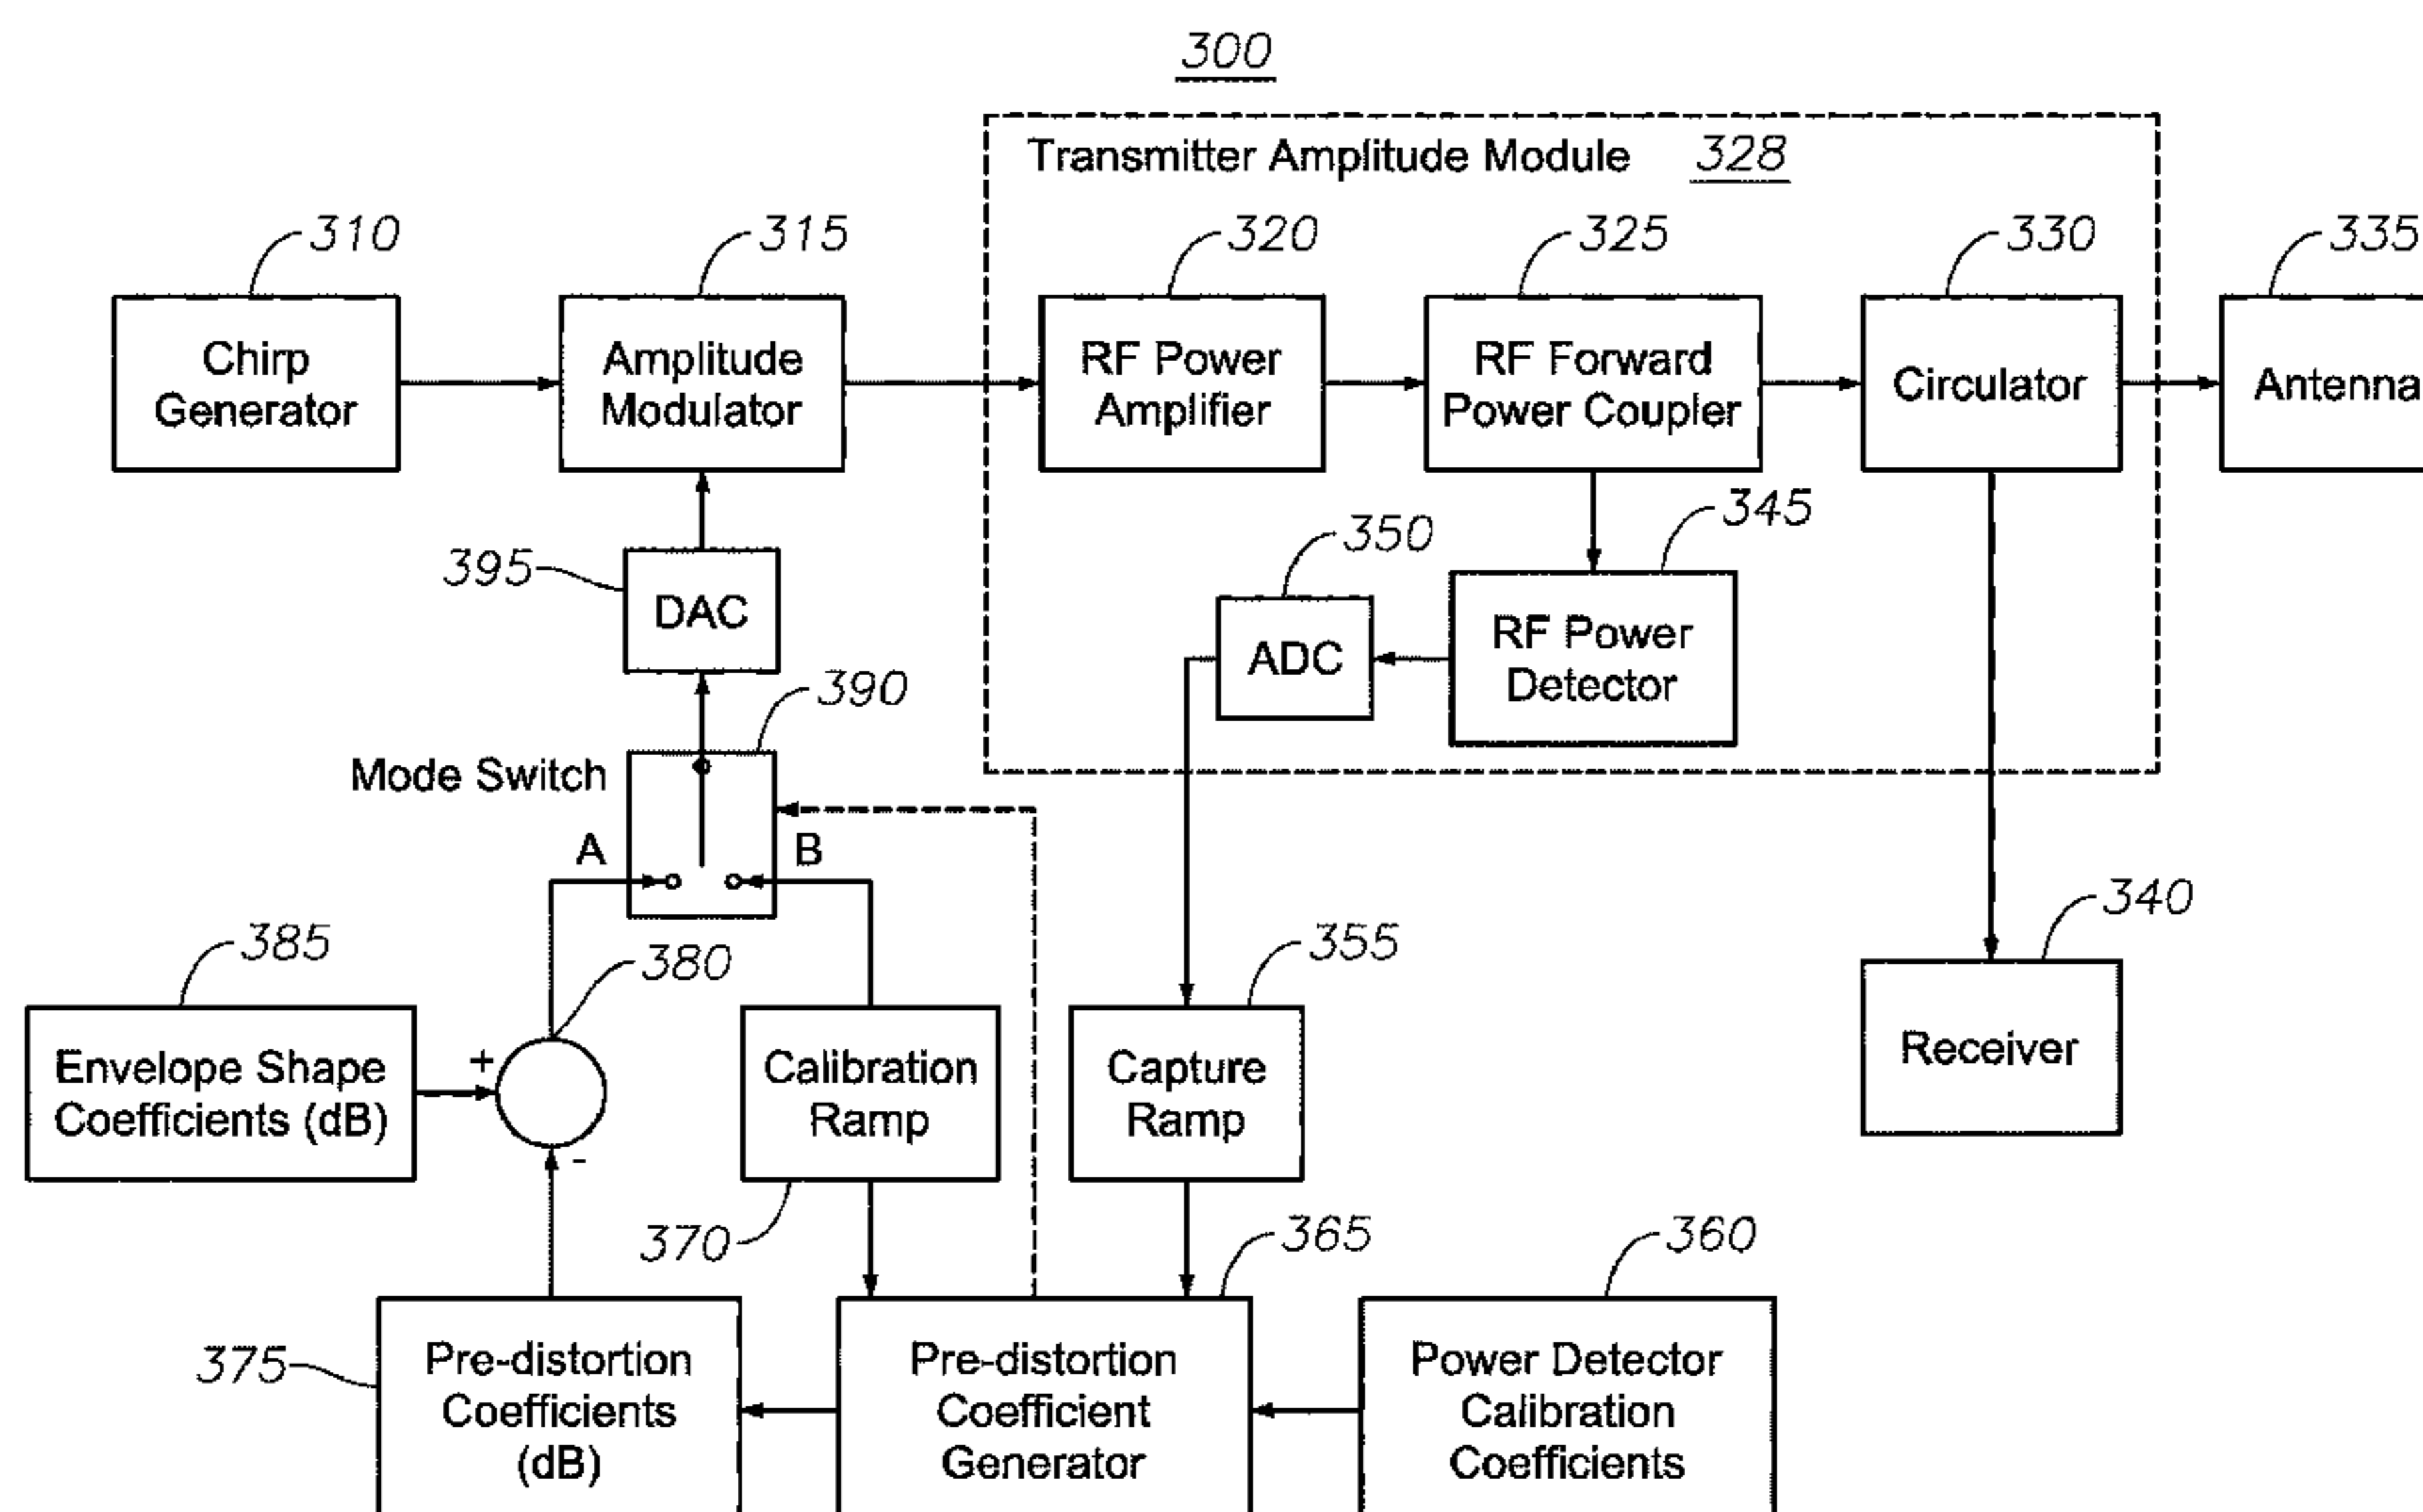 300
Transmitter Amplitude Module 328
310
315
320
325
330
335
Chirp
Generator
Amplitude
Modulator
RF Power
Amplifier
RF Forward
Power Coupler
Circulator
Antenna
395
DAC
350
ADC
345
RF Power
Detector
390
Mode Switch
A
B
385
380
355
340
Envelope Shape
Coefficients (dB)
+
-
Calibration
Ramp
Capture
Ramp
Receiver
370
365
360
375
Pre-distortion
Coefficients
(dB)
Pre-distortion
Coefficient
Generator
Power Detector
Calibration
Coefficients